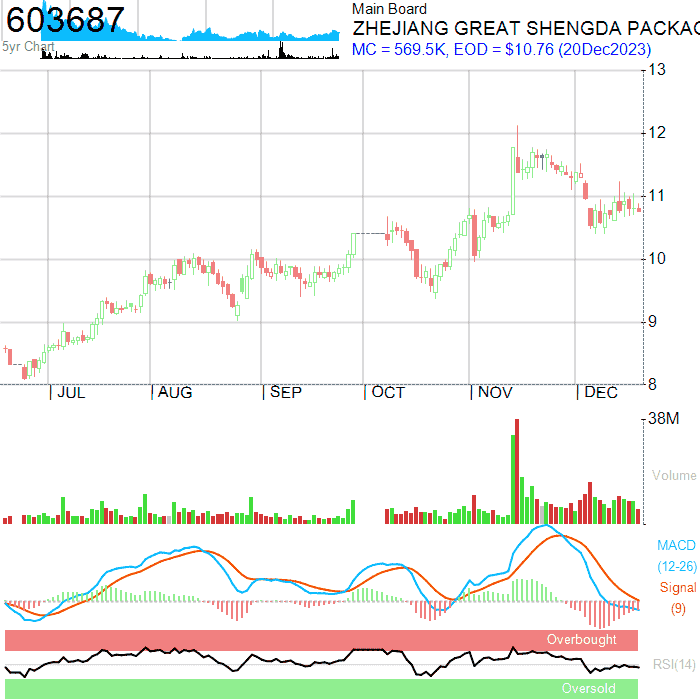 603687
5yr Chart
Main Board
ZHEJIANG GREAT SHENGDA PACKAG
MC = 569.5K, EOD = $10.76 (20Dec2023)
13
12
11
10
9
8
JUL AUG SEP OCT NOV DEC
38M
Volume
MACD
(12-26)
Signal
(9)
Overbought
RSI(14)
Oversold